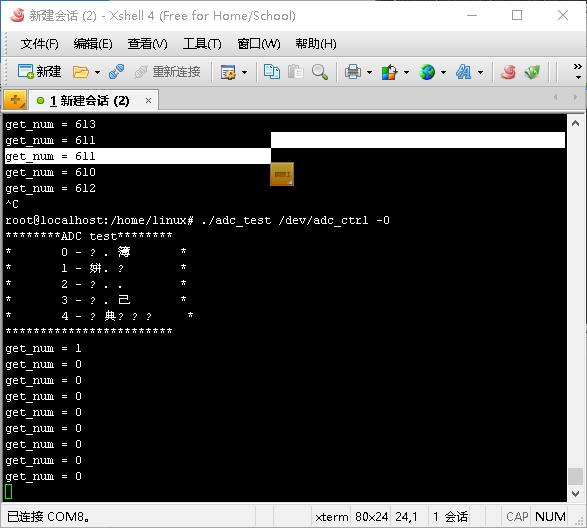 新建会话 (2) - Xshell 4 (Free for Home/School)
文件(F) 编辑(E) 查看(V) 工具(T) 窗口(W) 帮助(H)
新建 重新连接
1 新建会话 (2)
get_num = 613
get_num = 611
get_num = 611
get_num = 610
get_num = 612
^C
root@localhost:/home/linux# ./adc_test /dev/adc_ctrl -0
********ADC test********
* 0 - ? . 簿 *
* 1 - 妌. ? *
* 2 - ? . . *
* 3 - ? . 己 *
* 4 - ? 典? ? ? *
************************
get_num = 1
get_num = 0
get_num = 0
get_num = 0
get_num = 0
get_num = 0
get_num = 0
get_num = 0
get_num = 0
已连接 COM8。 xterm 80x24 24,1 1 会话 CAP NUM